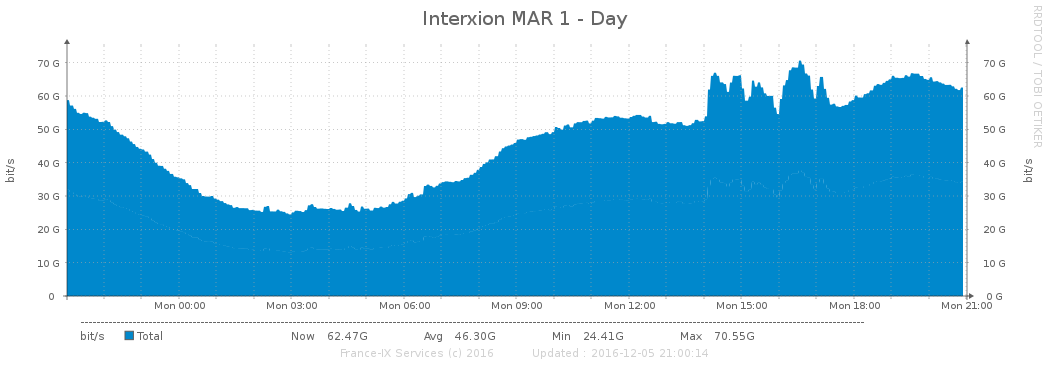 Interxion MAR 1 - Day
RRDTOOL / TOBI OETIKER
bit/s
70 G 70 G
60 G 60 G
50 G 50 G
40 G 40 G
30 G 30 G
20 G 20 G
10 G 10 G
0 0 G
bit/s
Mon 00:00 Mon 03:00 Mon 06:00 Mon 09:00 Mon 12:00 Mon 15:00 Mon 18:00 Mon 21:00
bit/s Total Now 62.47G Avg 46.30G Min 24.41G Max 70.55G
France-IX Services (c) 2016 Updated : 2016-12-05 21:00:14